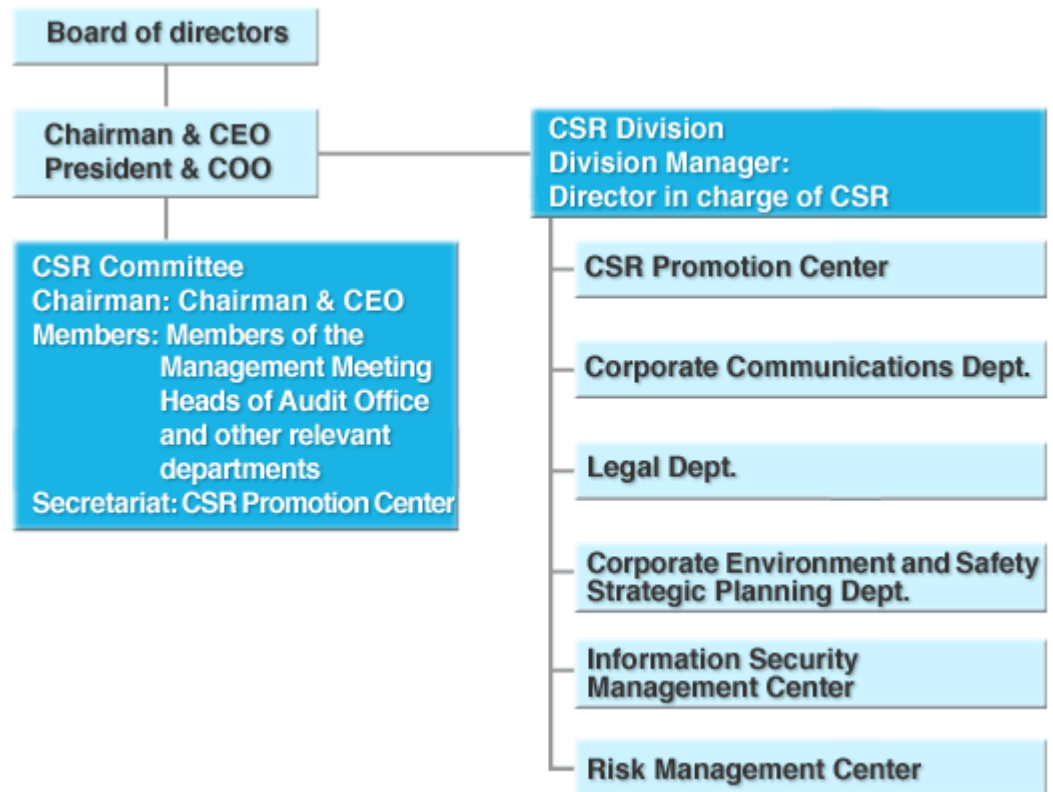 Board of directors
Chairman & CEO
President & COO
CSR Division
Division Manager:
Director in charge of CSR
CSR Committee
Chairman: Chairman & CEO
Members: Members of the
Management Meeting
Heads of Audit Office
and other relevant
departments
Secretariat: CSR Promotion Center
CSR Promotion Center
Corporate Communications Dept.
Legal Dept.
Corporate Environment and Safety
Strategic Planning Dept.
Information Security
Management Center
Risk Management Center